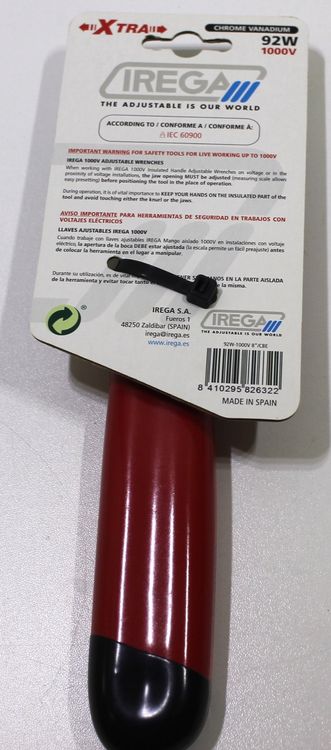 XTRA
CHROME VANADIUM
92W
1000V
IREGA
THE ADJUSTABLE IS OUR WORLD
ACCORDING TO / CONFORME A / CONFORME À:
IEC 60900
IMPORTANT WARNING FOR SAFETY TOOLS FOR LIVE WORKING UP TO 1000V
IREGA 1000V ADJUSTABLE WRENCHES
When working with IREGA 1000V Insulated Handle Adjustable Wrenches on voltage or in the
proximity of voltage installations, the jaw opening MUST be adjusted (measuring scale allows
easy presetting) before positioning the tool in the place of operation.
During operation, it is of vital importance to KEEP YOUR HANDS ON THE INSULATED PART of the
tool and avoid touching either the knurl or the jaws.
AVISO IMPORTANTE PARA HERRAMIENTAS DE SEGURIDAD EN TRABAJOS CON
VOLTAJES ELÉCTRICOS
LLAVES AJUSTABLES IREGA 1000V
Cuando trabaje con llaves ajustables IREGA Mango aislado 1000V en instalaciones con voltaje
eléctrico, la apertura de la boca DEBE estar ajustada (la escala permite un fácil preajuste) antes
de colocar la herramienta en el lugar a manipular.
Durante su utilización, es de vital SUS MANOS EN LA PARTE AISLADA
de la herramienta y evitar tocar tanto de la misma.
IREGA S.A.
Fueros 1
48250 Zaldibar (SPAIN)
irega@irega.es
www.irega.es
IREGA
THE ADJUSTABLE IS OUR WORLD
92W-1000V 8"/CBE
8 410295 826322
MADE IN SPAIN